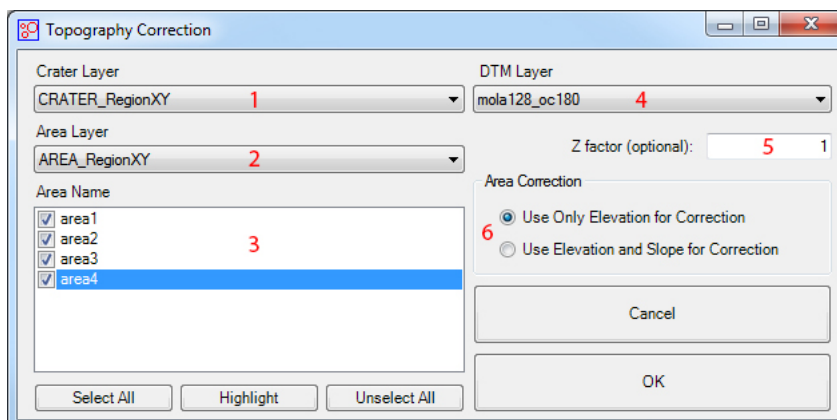 Topography Correction
Crater Layer
CRATER_RegionXY 1
Area Layer
AREA_RegionXY 2
Area Name
area1
area2
area3
area4
3
Select All Highlight Unselect All
DTM Layer
mola128_oc180 4
Z factor (optional): 5 1
Area Correction
6
Use Only Elevation for Correction
Use Elevation and Slope for Correction
Cancel
OK